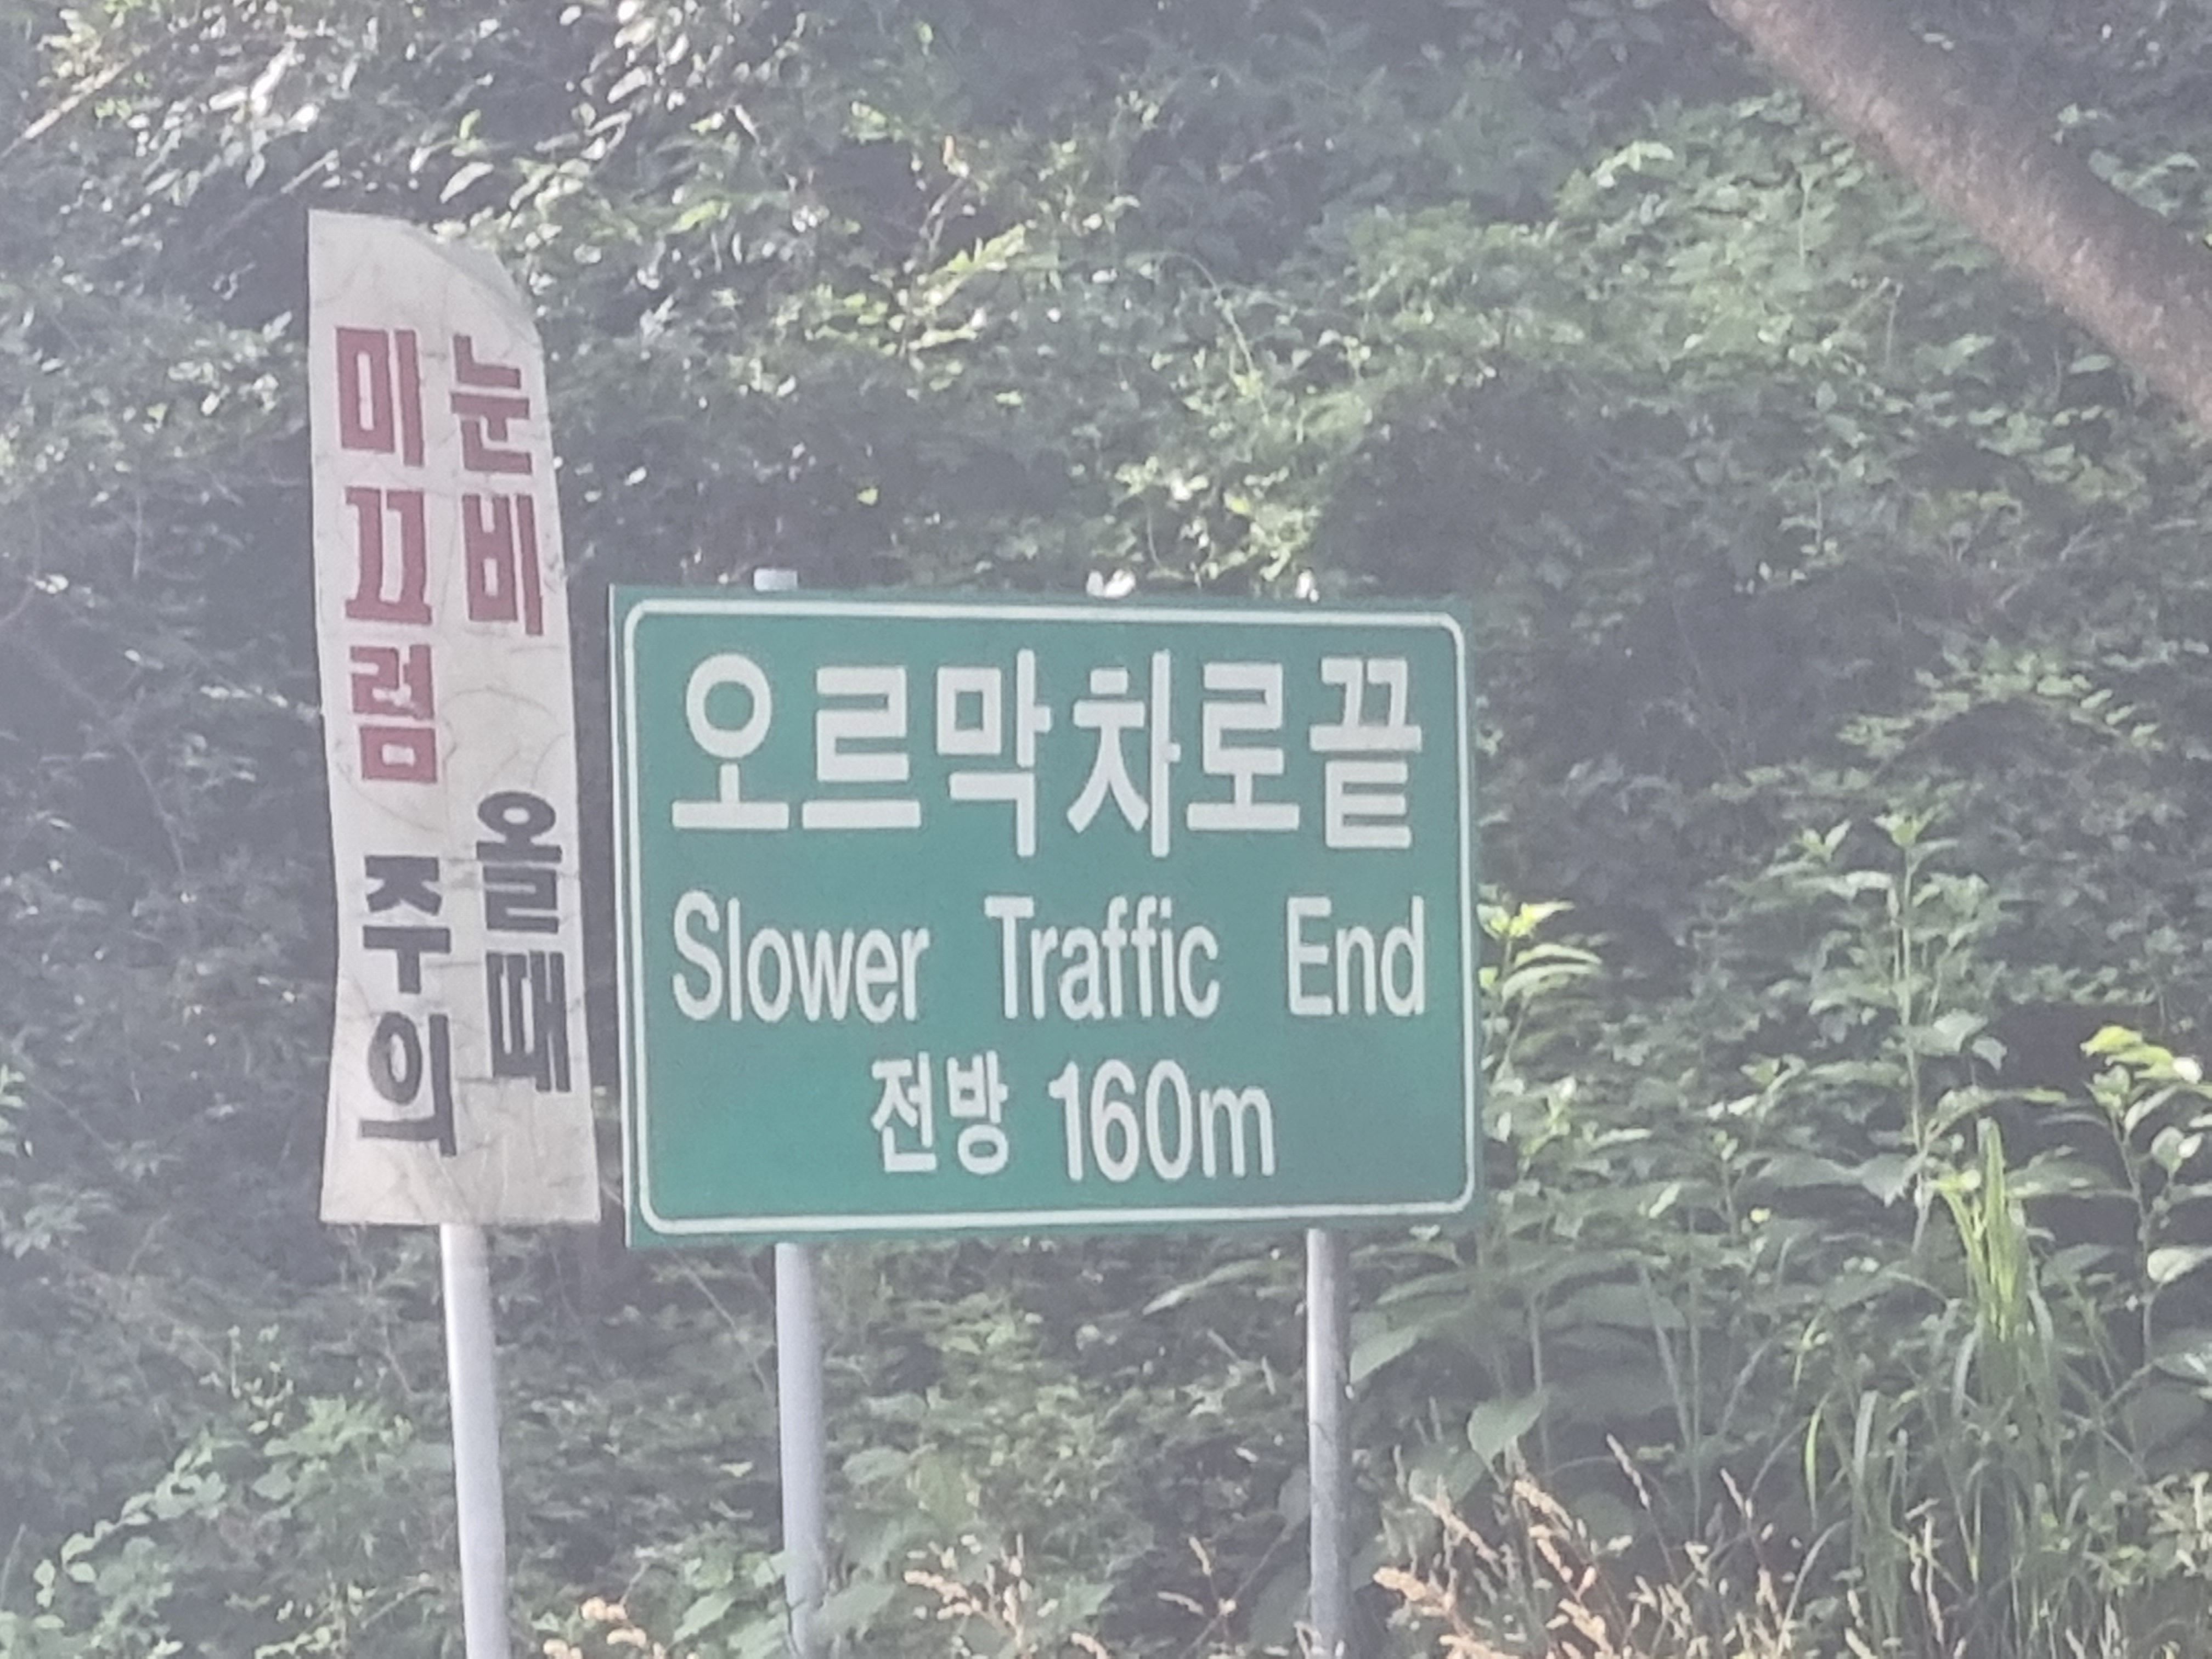 미끄럼 주의
눈비 올때
오르막차로끝
Slower Traffic End
전방 160m